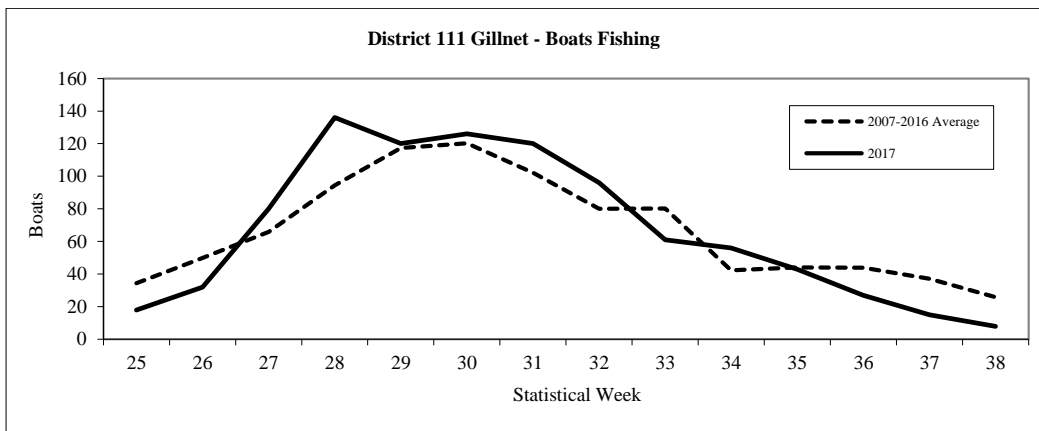 District 111 Gillnet - Boats Fishing
160
140
120
100
80
60
40
20
0
Boats
2007-2016 Average
2017
25 26 27 28 29 30 31 32 33 34 35 36 37 38
Statistical Week